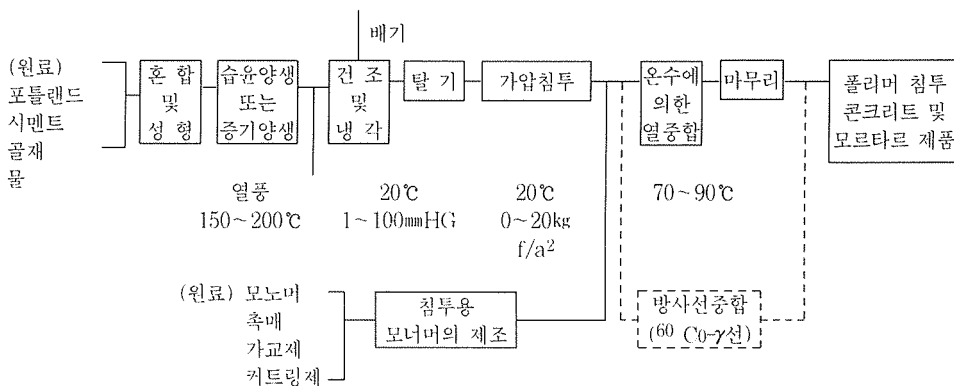 배기
(원료)
포틀랜드
시멘트
골재
물
혼 합
및
성 형
습윤양생
또는
증기양생
건 조
및
냉 각
탈 기
가압침투
온수에
의한
열중합
마무리
폴리머 침투
콘크리트 및
모르타르 제품
열풍
150~200℃
20℃
1~100㎜HG
20℃
0~20kg
f/a²
70~90℃
(원료) 모노머
촉매
가교제
커트링제
침투용
모너머의 제조
방사선중합
(⁶⁰ C₀-γ선)